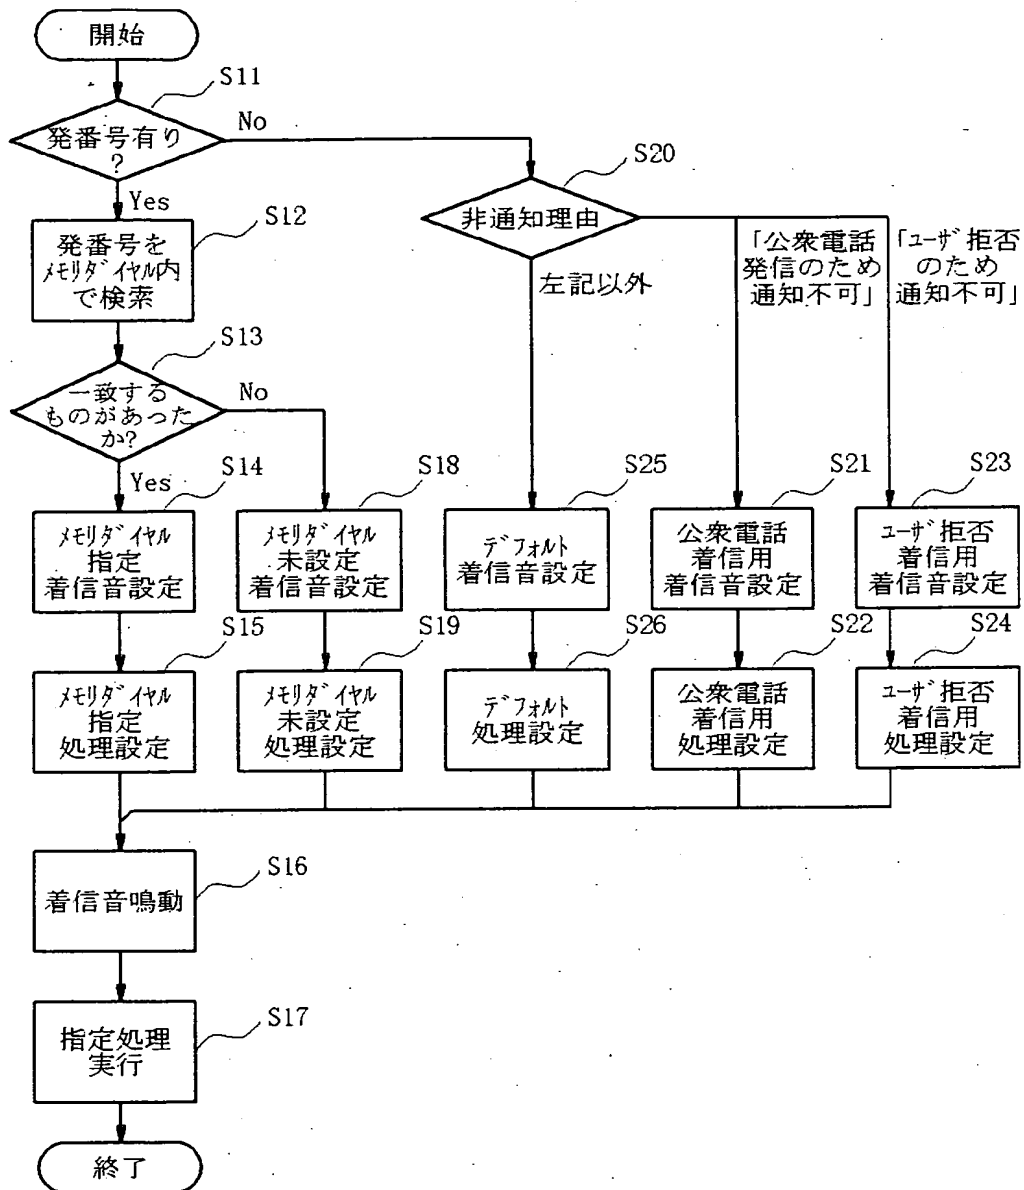 開始
S11
発番号有り
?
No
Yes
S20
非通知理由
S12
発番号を
メモリダイヤル内
で検索
左記以外
「公衆電話
発信のため
通知不可」
「ユーザ拒否
のため
通知不可」
S13
一致する
ものがあった
か?
No
Yes
S14
メモリダイヤル
指定
着信音設定
S18
メモリダイヤル
未設定
着信音設定
S25
デフォルト
着信音設定
S21
公衆電話
着信用
着信音設定
S23
ユーザ拒否
着信用
着信音設定
S15
メモリダイヤル
指定
処理設定
S19
メモリダイヤル
未設定
処理設定
S26
デフォルト
処理設定
S22
公衆電話
着信用
処理設定
S24
ユーザ拒否
着信用
処理設定
S16
着信音鳴動
S17
指定処理
実行
終了